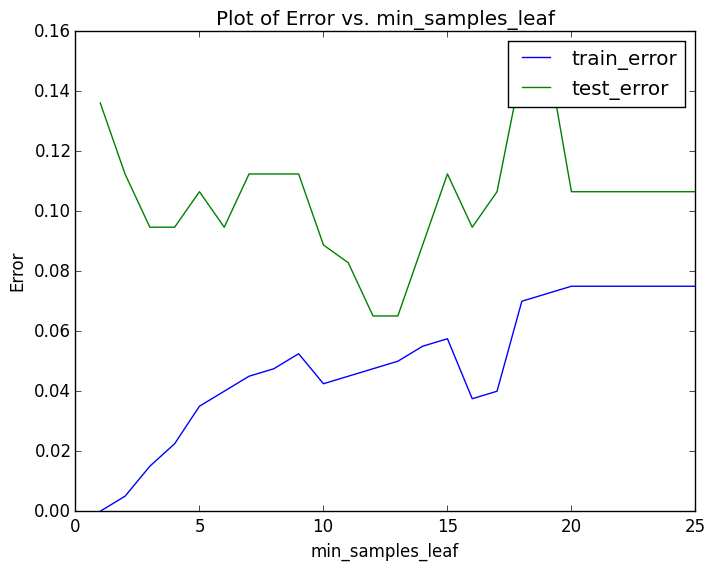 Plot of Error vs. min_samples_leaf
0.16
0.14
0.12
0.10
0.08
0.06
0.04
0.02
0.00
Error
train_error
test_error
0 5 10 15 20 25
min_samples_leaf